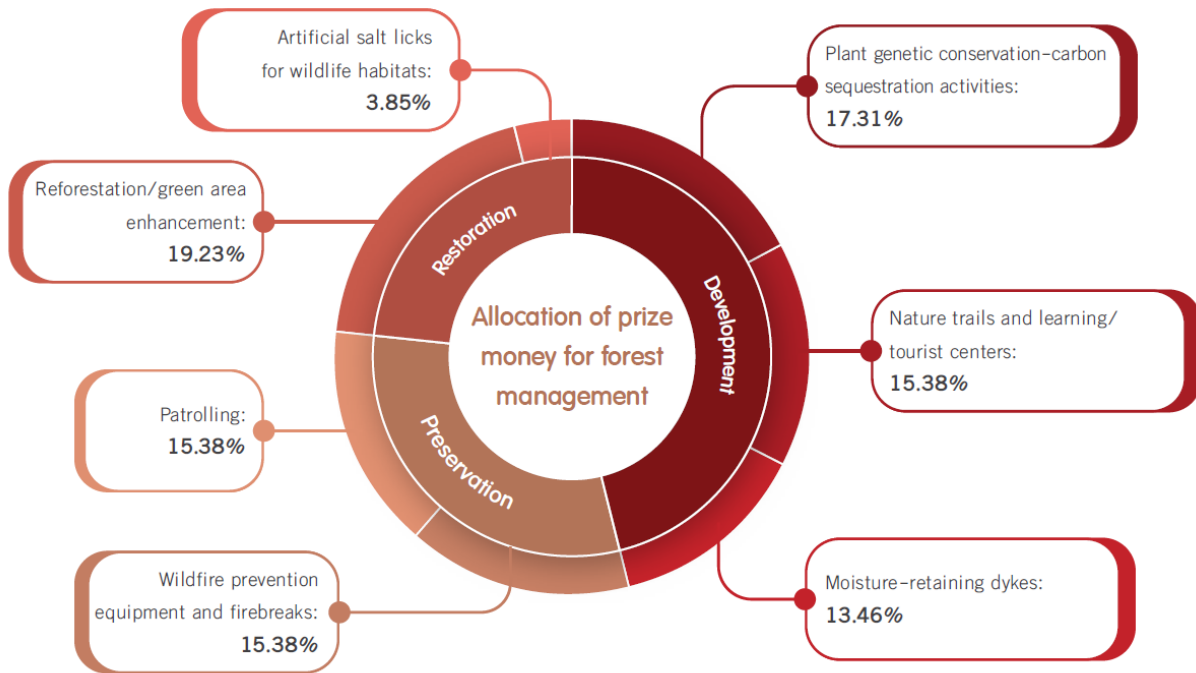 Artificial salt licks
for wildlife habitats:
3.85%
Plant genetic conservation–carbon
sequestration activities:
17.31%
Reforestation/green area
enhancement:
19.23%
Restoration
Development
Allocation of prize
money for forest
management
Nature trails and learning/
tourist centers:
15.38%
Patrolling:
15.38%
Preservation
Wildfire prevention
equipment and firebreaks:
15.38%
Moisture–retaining dykes:
13.46%